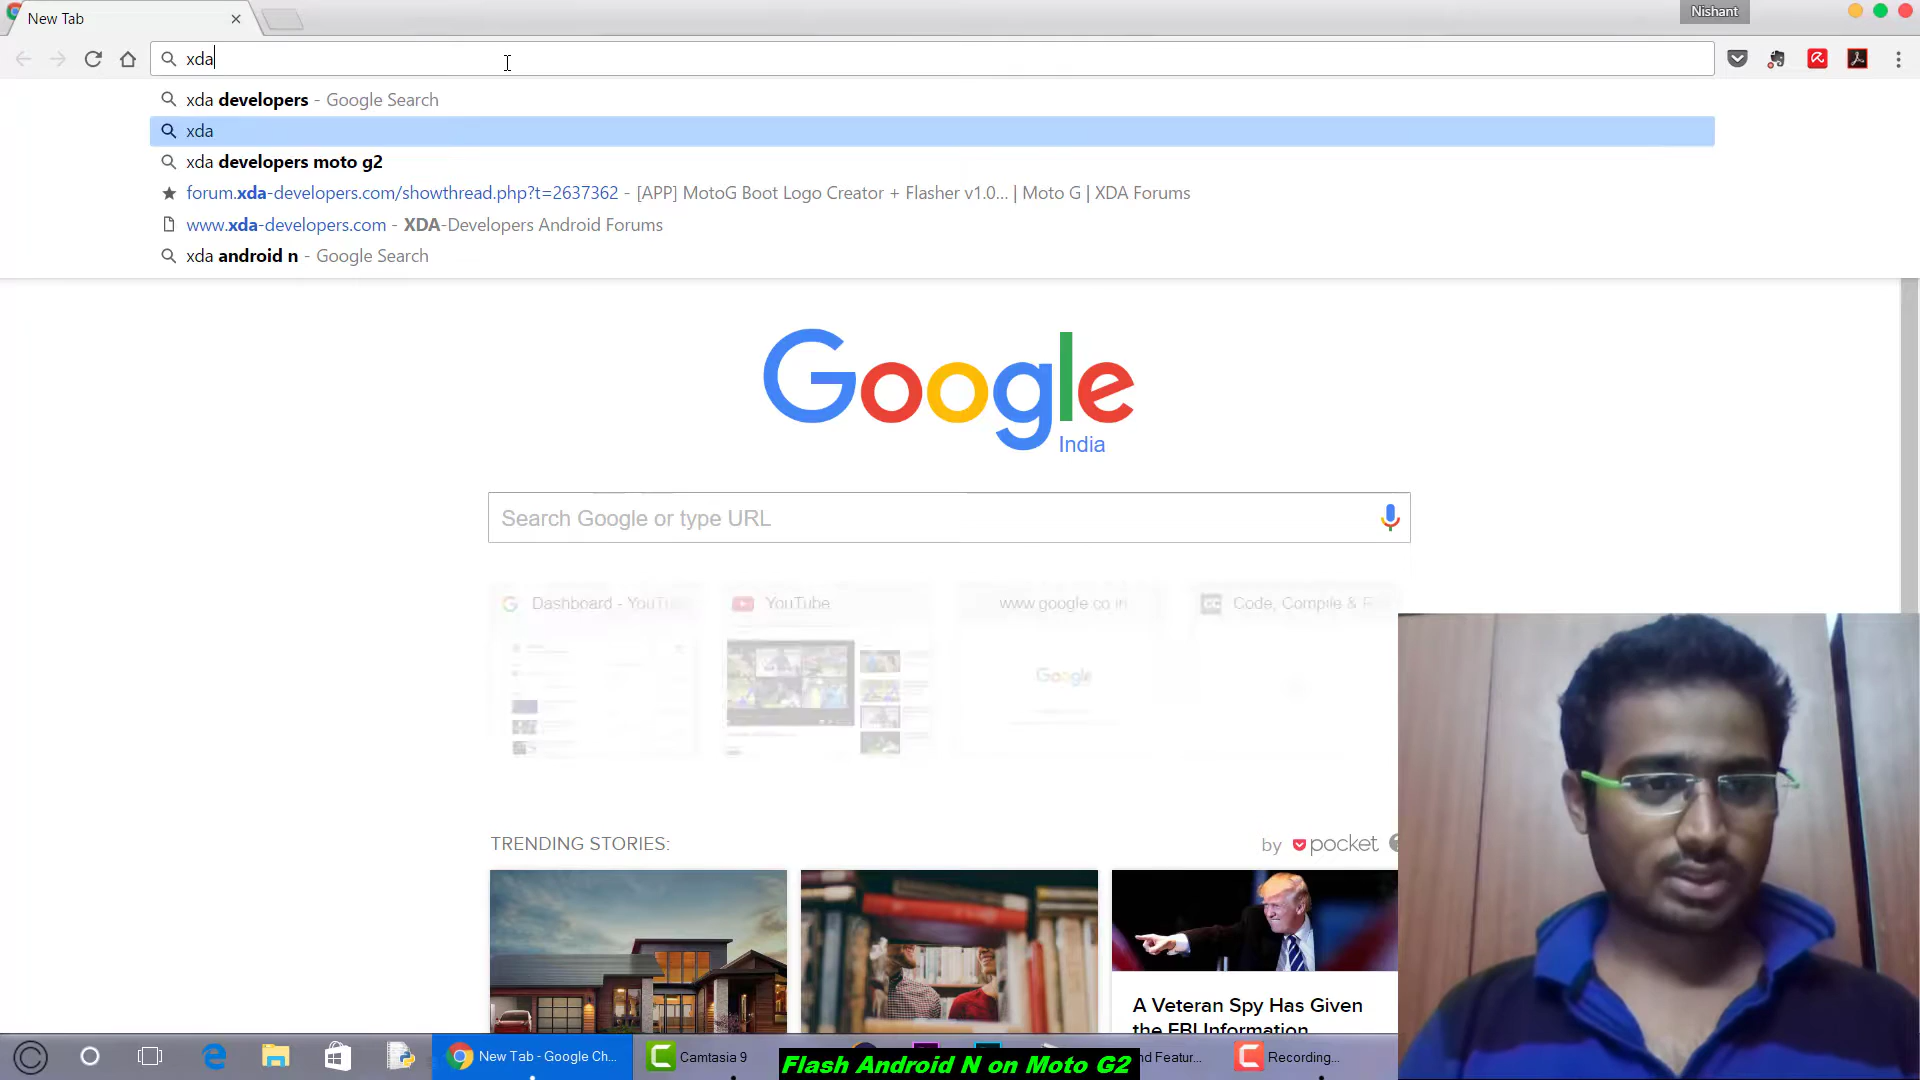 New Tab
Nishant
xda
xda developers - Google Search
xda
xda developers moto g2
forum.xda-developers.com/showthread.php?t=2637362 - [APP] MotoG Boot Logo Creator + Flasher v1.0... | Moto G | XDA Forums
www.xda-developers.com - XDA-Developers Android Forums
xda android n - Google Search
Google
India
Search Google or type URL
Dashboard - YouTu
YouTube
www.google.co.in
Code, Compile & R
Google
TRENDING STORIES:
by pocket
A Veteran Spy Has Given
the FBI Information
New Tab - Google Ch...
Camtasia 9
nd Featur...
Recording...
Flash Android N on Moto G2